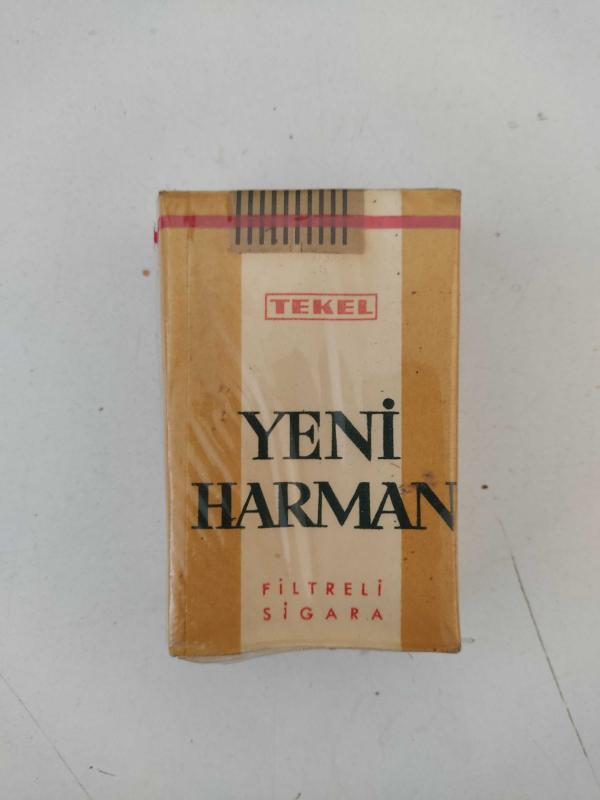 TEKEL
YENİ
HARMAN
FİLTRELİ
SİGARA